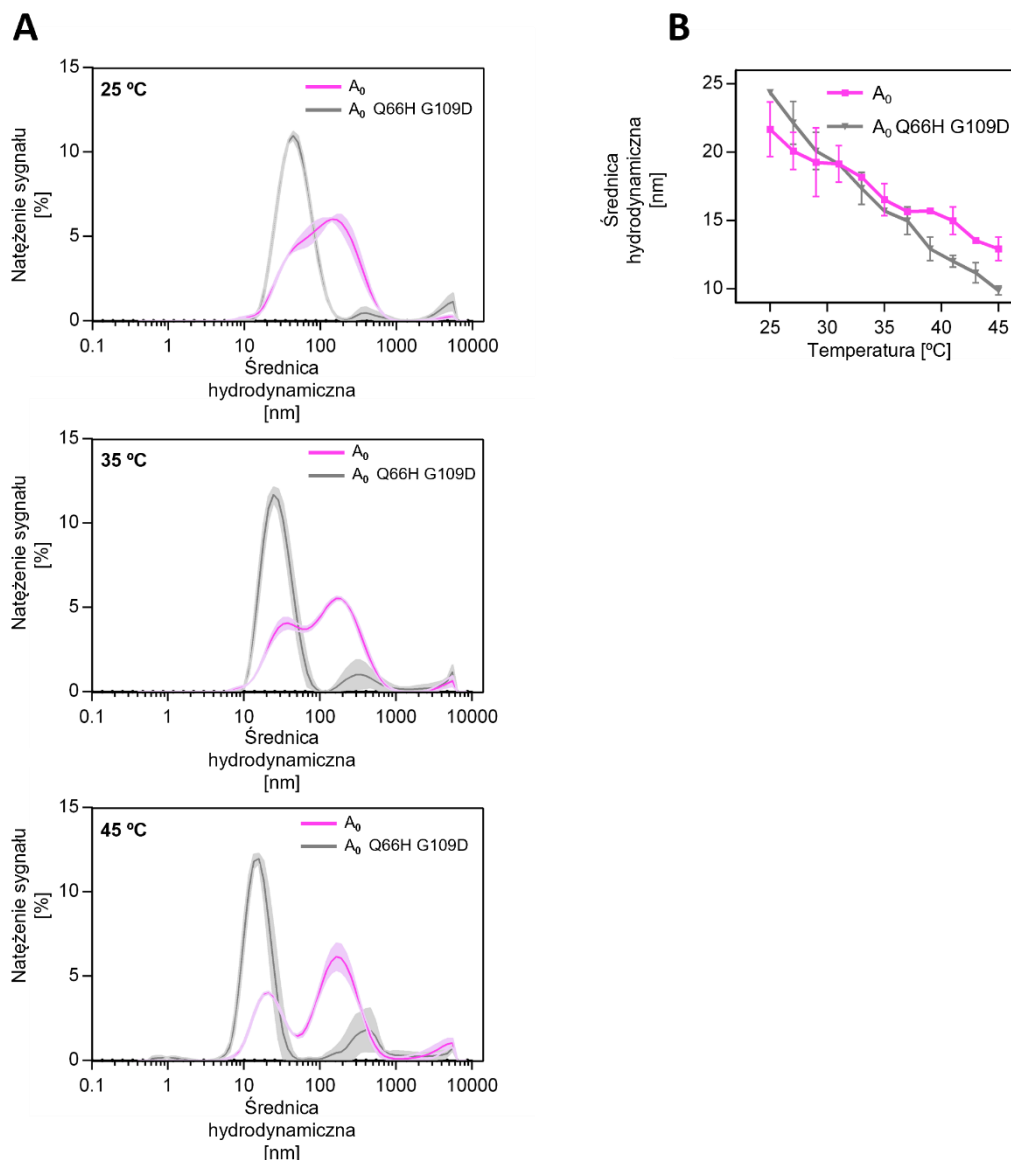 A
15
10
5
0
Natężenie sygnału
[%]
25 ºC
A₀
A₀ Q66H G109D
0.1 1 10 100 1000 10000
Średnica
hydrodynamiczna
[nm]
15
10
5
0
Natężenie sygnału
[%]
35 ºC
A₀
A₀ Q66H G109D
0.1 1 10 100 1000 10000
Średnica
hydrodynamiczna
[nm]
15
10
5
0
Natężenie sygnału
[%]
45 ºC
A₀
A₀ Q66H G109D
0.1 1 10 100 1000 10000
Średnica
hydrodynamiczna
[nm]
B
25
20
15
10
Średnica
hydrodynamiczna
[nm]
A₀
A₀ Q66H G109D
25 30 35 40 45
Temperatura [ºC]